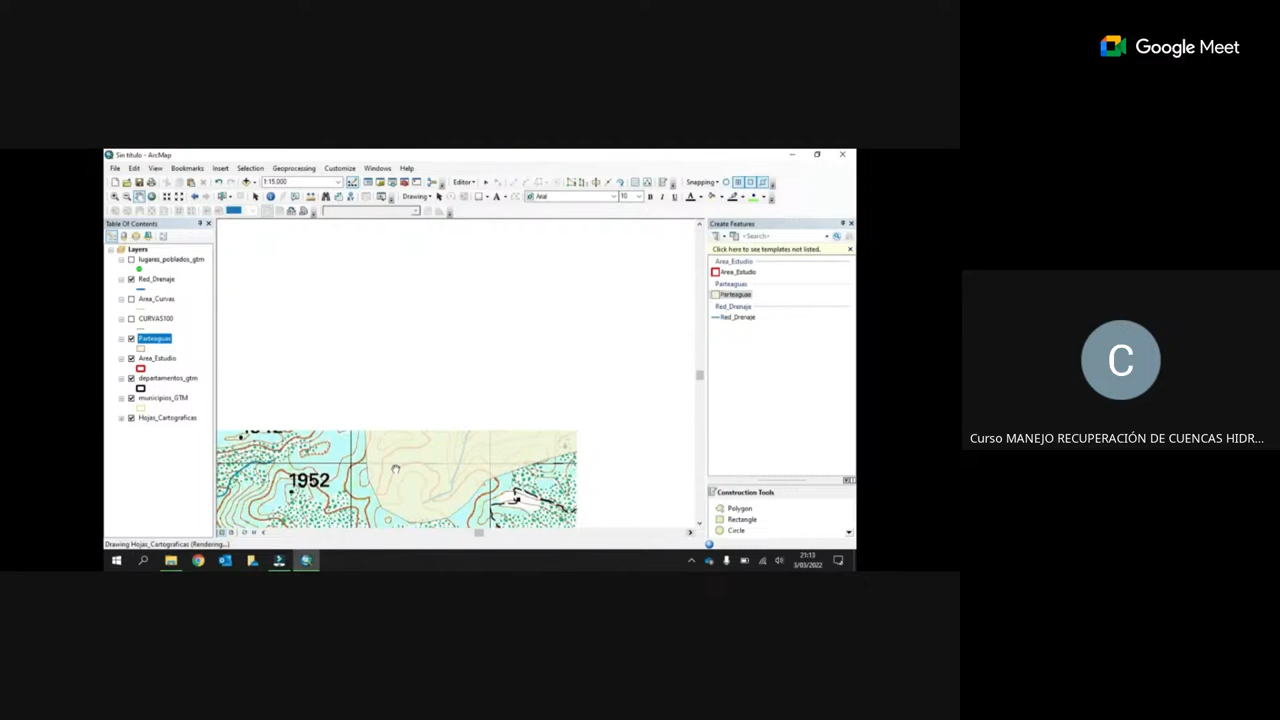 Google Meet
Sin título - ArcMap
File Edit View Bookmarks Insert Selection Geoprocessing Customize Windows Help
1:15.000 Editor Snapping
Drawing Arial 10 B I U A
Table Of Contents
Layers
lugares_poblados_gtm
Red_Drenaje
Area_Curvas
CURVAS100
Parteaguas
Area_Estudio
departamentos_gtm
municipios_GTM
Hojas_Cartograficas
1952
Create Features
<Search>
Click here to see templates not listed.
Area_Estudio
Area_Estudio
Parteaguas
Parteaguas
Red_Drenaje
Red_Drenaje
Construction Tools
Polygon
Rectangle
Circle
Drawing Hojas_Cartograficas (Rendering...)
21:13
3/03/2022
C
Curso MANEJO RECUPERACIÓN DE CUENCAS HIDR...